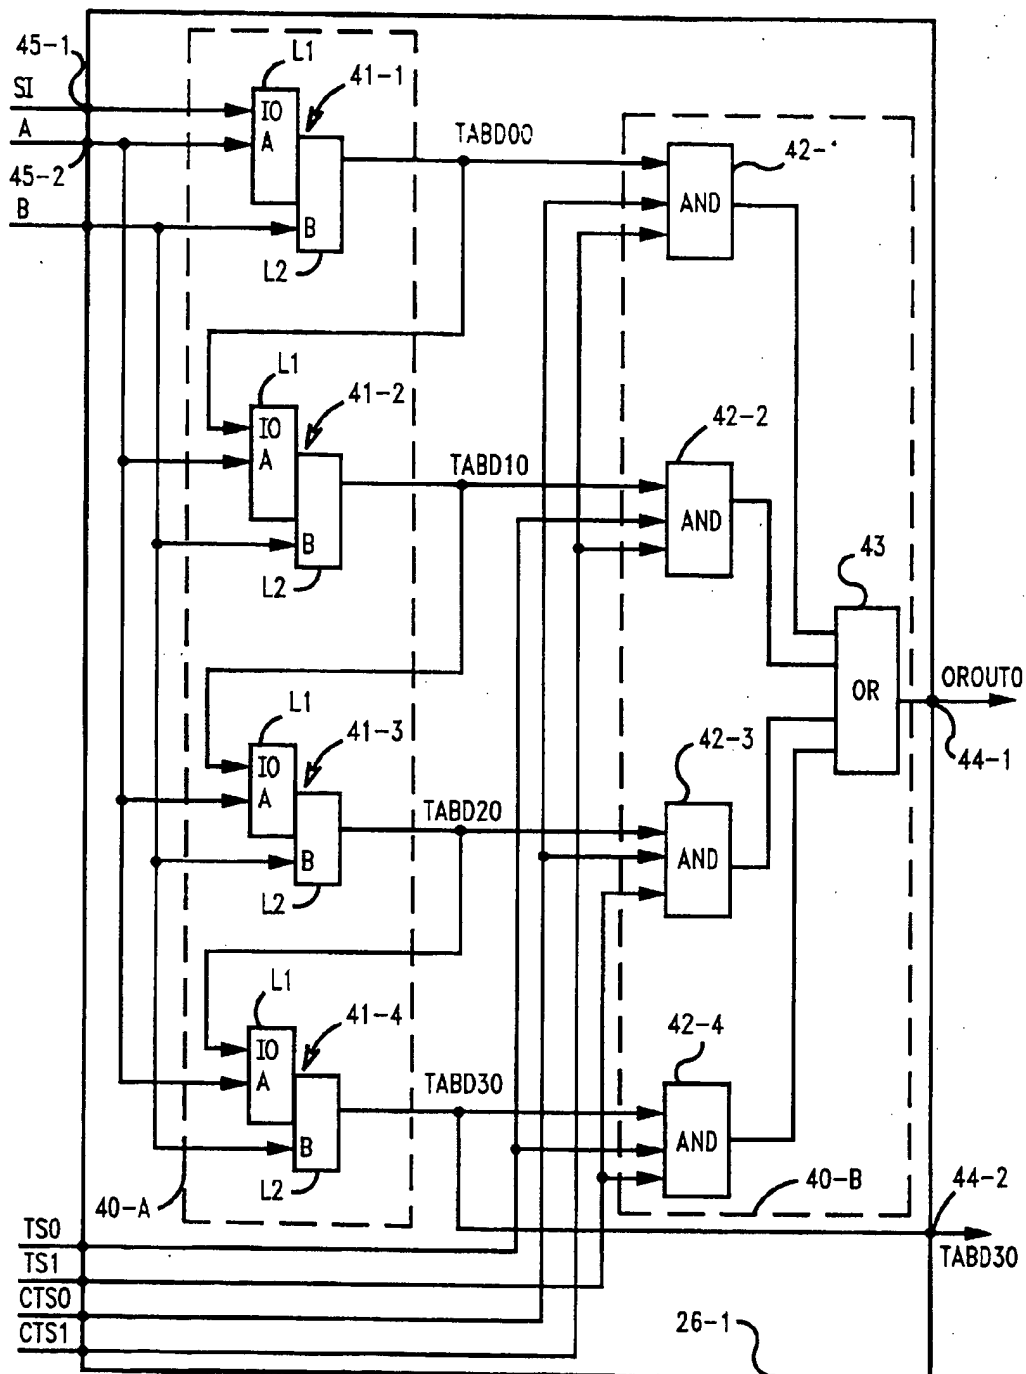 45-1
SI
A
45-2
B
L1
41-1
IO
A
B
L2
TABD00
42-
AND
L1
41-2
IO
A
B
L2
TABD10
42-2
AND
43
OR
OROUT0
44-1
L1
41-3
IO
A
B
L2
TABD20
42-3
AND
L1
41-4
IO
A
B
L2
TABD30
42-4
AND
40-A
40-B
44-2
TABD30
TS0
TS1
CTS0
CTS1
26-1